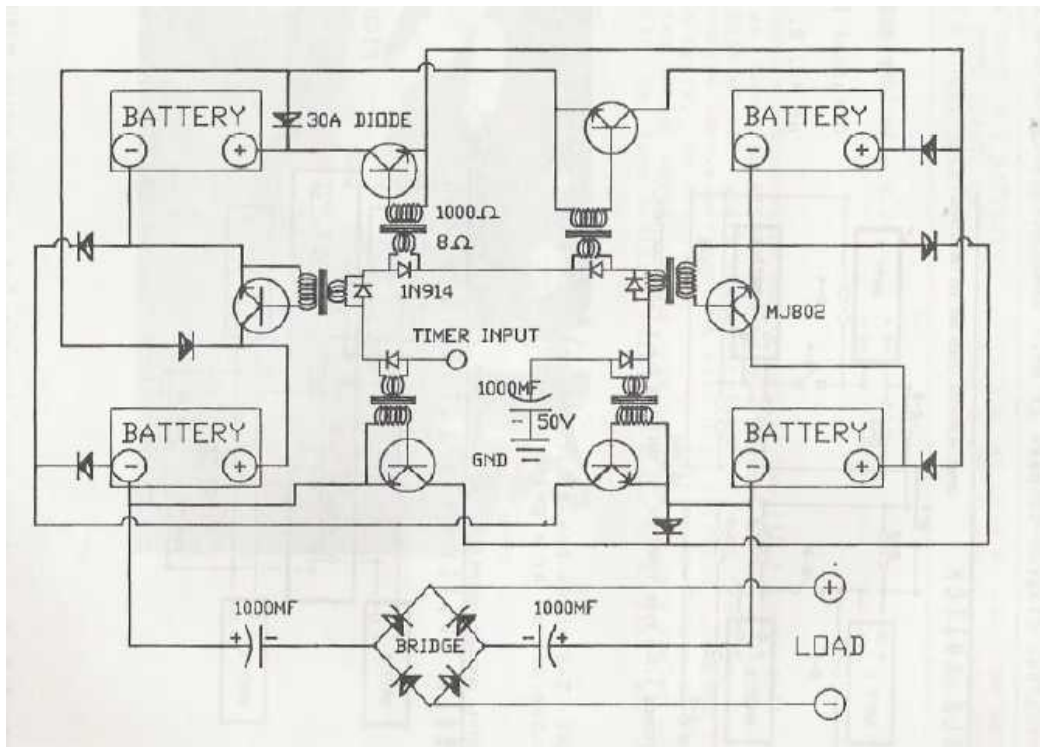 BATTERY
30A DIODE
BATTERY
- +
- +
1000Ω
8Ω
1N914
MJ802
TIMER INPUT
1000MF
BATTERY
- 50V
BATTERY
- +
GND
- +
1000MF
1000MF
+
+ -
BRIDGE
- +
LOAD
-